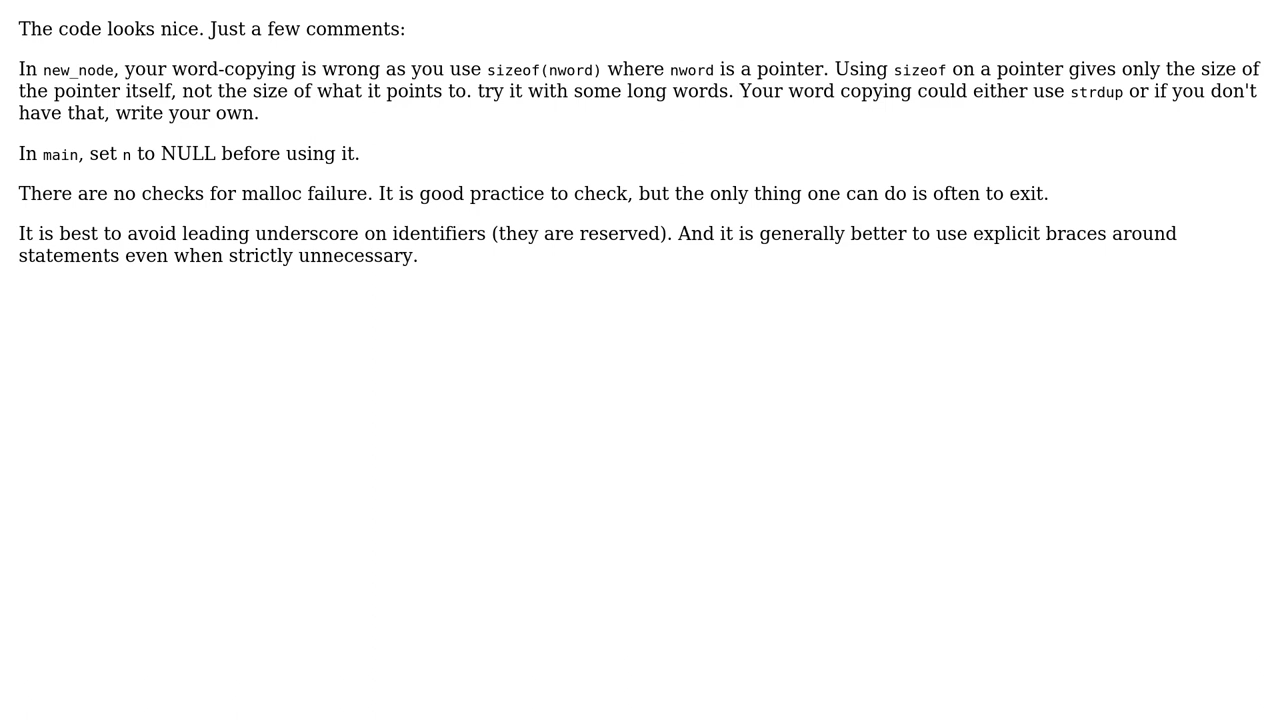 The code looks nice. Just a few comments:
In new_node, your word-copying is wrong as you use sizeof(nword) where nword is a pointer. Using sizeof on a pointer gives only the size of
the pointer itself, not the size of what it points to. try it with some long words. Your word copying could either use strdup or if you don't
have that, write your own.
In main, set n to NULL before using it.
There are no checks for malloc failure. It is good practice to check, but the only thing one can do is often to exit.
It is best to avoid leading underscore on identifiers (they are reserved). And it is generally better to use explicit braces around
statements even when strictly unnecessary.